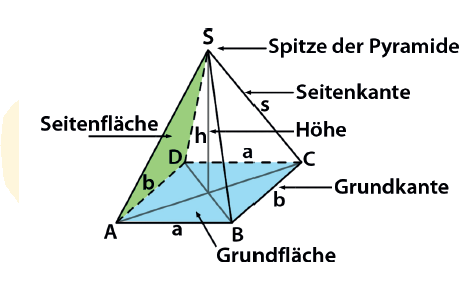 S
Spitze der Pyramide
Seitenkante
s
Seitenfläche
h
Höhe
a
D
C
b
Grundkante
b
A
a
B
Grundfläche